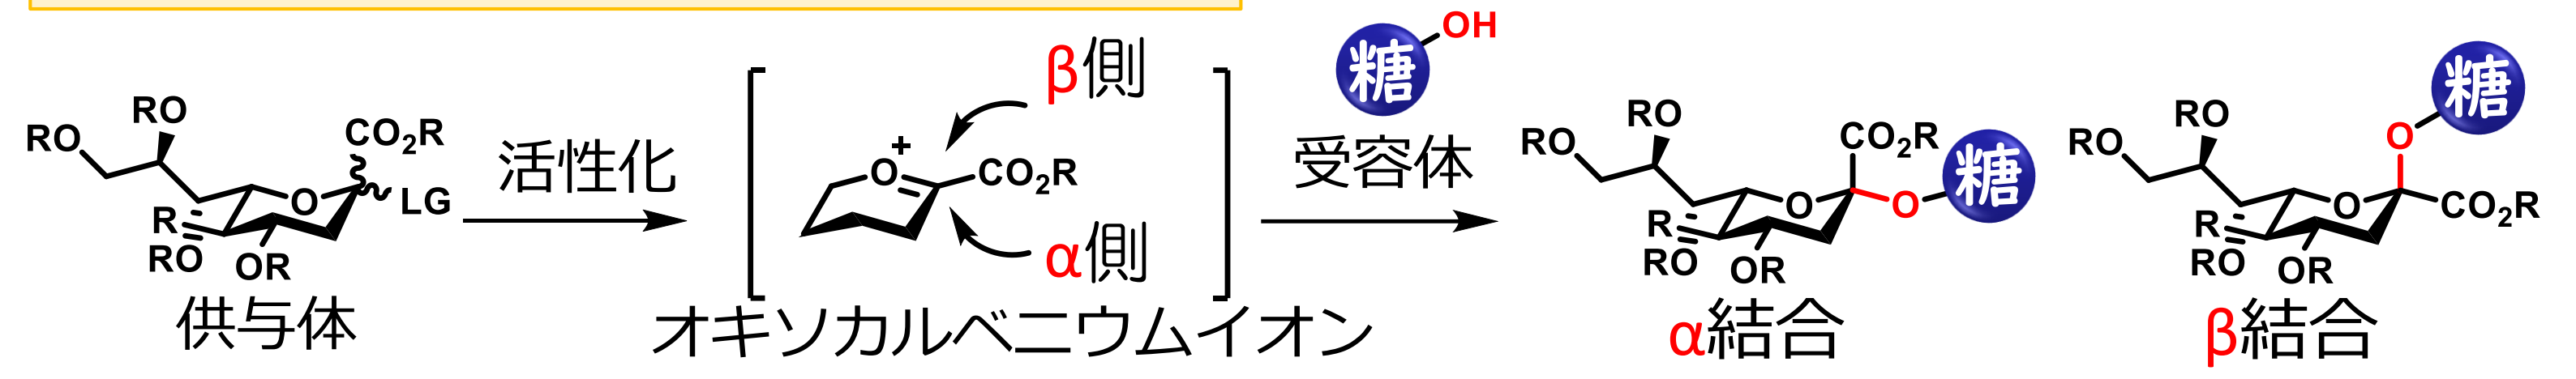 RO
RO
CO₂R
LG
O
R
RO
OR
供与体
活性化
β側
O
+
CO₂R
α側
オキソカルベニウムイオン
糖
OH
受容体
RO
RO
CO₂R
糖
O
O
R
RO
OR
α結合
RO
RO
糖
O
O
CO₂R
R
RO
OR
β結合